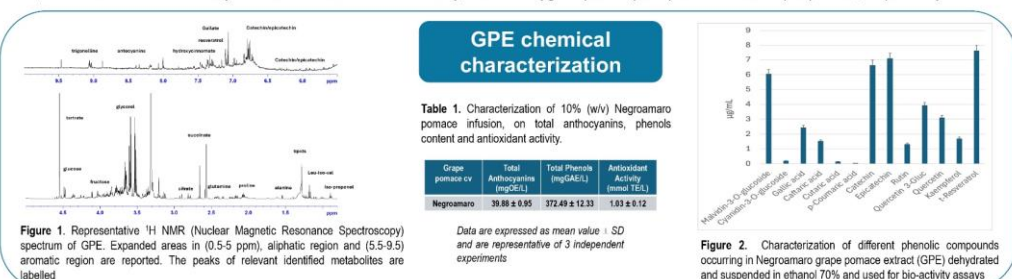 GPE chemical
characterization
trigonelline
anthocyanins
hydroxycinnamate
Gallate
resveratrol
Catechin/epicatechin
Catechin/epicatechin
9.5 9.0 8.5 8.0 7.5 7.0 6.5 6.0
tartrate
glycerol
succinate
lipids
glucose
fructose
citrate
glutamine
proline
alanine
Leu-Iso-val
iso-propanol
4.5 4.0 3.5 3.0 2.5 2.0 1.5
Figure 1. Representative ¹H NMR (Nuclear Magnetic Resonance Spectroscopy)
spectrum of GPE. Expanded areas in (0.5-5 ppm), aliphatic region and (5.5-9.5)
aromatic region are reported. The peaks of relevant identified metabolites are
labelled
Table 1. Characterization of 10% (w/v) Negroamaro
pomace infusion, on total anthocyanins, phenols
content and antioxidant activity.
Grape pomace cv Total Anthocyanins (mgOE/L) Total Phenols (mgGAE/L) Antioxidant Activity (mmol TE/L)
Negroamaro 39.88 ± 0.95 372.49 ± 12.33 1.03 ± 0.12
Data are expressed as mean value ± SD
and are representative of 3 independent
experiments
9
8
7
6
5
4
3
2
1
0
µg/mL
Malvidin-3-O-glucoside
Cyanidin-3-O-glucoside
Gallic acid
Caftaric acid
Cutaric acid
p-Coumaric acid
Catechin
Epicatechin
Rutin
Quercetin 3-Gluc
Quercetin
Kaempferol
t-Resveratrol
Figure 2. Characterization of different phenolic compounds
occurring in Negroamaro grape pomace extract (GPE) dehydrated
and suspended in ethanol 70% and used for bio-activity assays